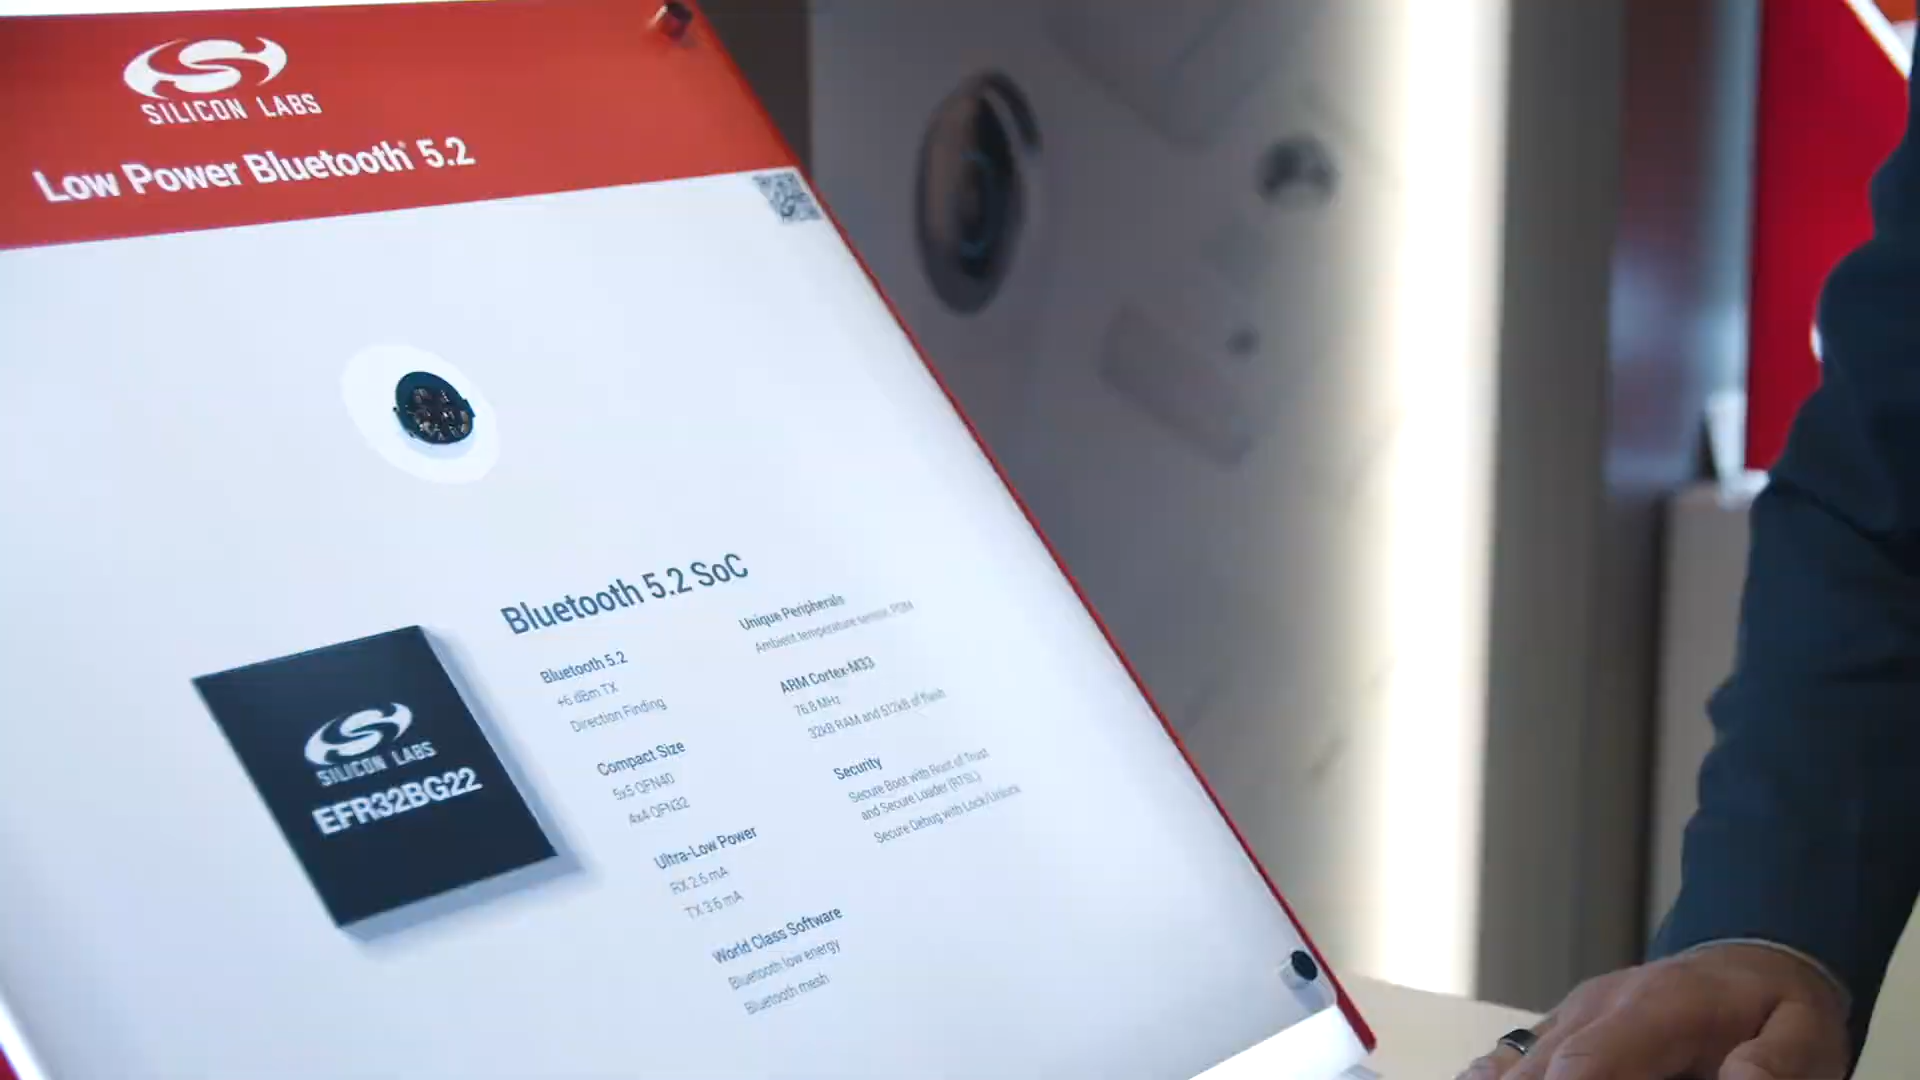 SILICON LABS
Low Power Bluetooth® 5.2
Bluetooth 5.2 SoC
Bluetooth 5.2
+6 dBm TX
Direction Finding
Compact Size
5x5 QFN40
4x4 QFN32
Ultra-Low Power
RX 2.6 mA
TX 3.6 mA
World Class Software
Bluetooth low energy
Bluetooth mesh
Unique Peripherals
Ambient temperature sensor, PDM
ARM Cortex-M33
76.8 MHz
32kB RAM and 512kB of flash
Security
Secure Boot with Root of Trust
and Secure Loader (RTSL)
Secure Debug with Lock/Unlock
SILICON LABS
EFR32BG22